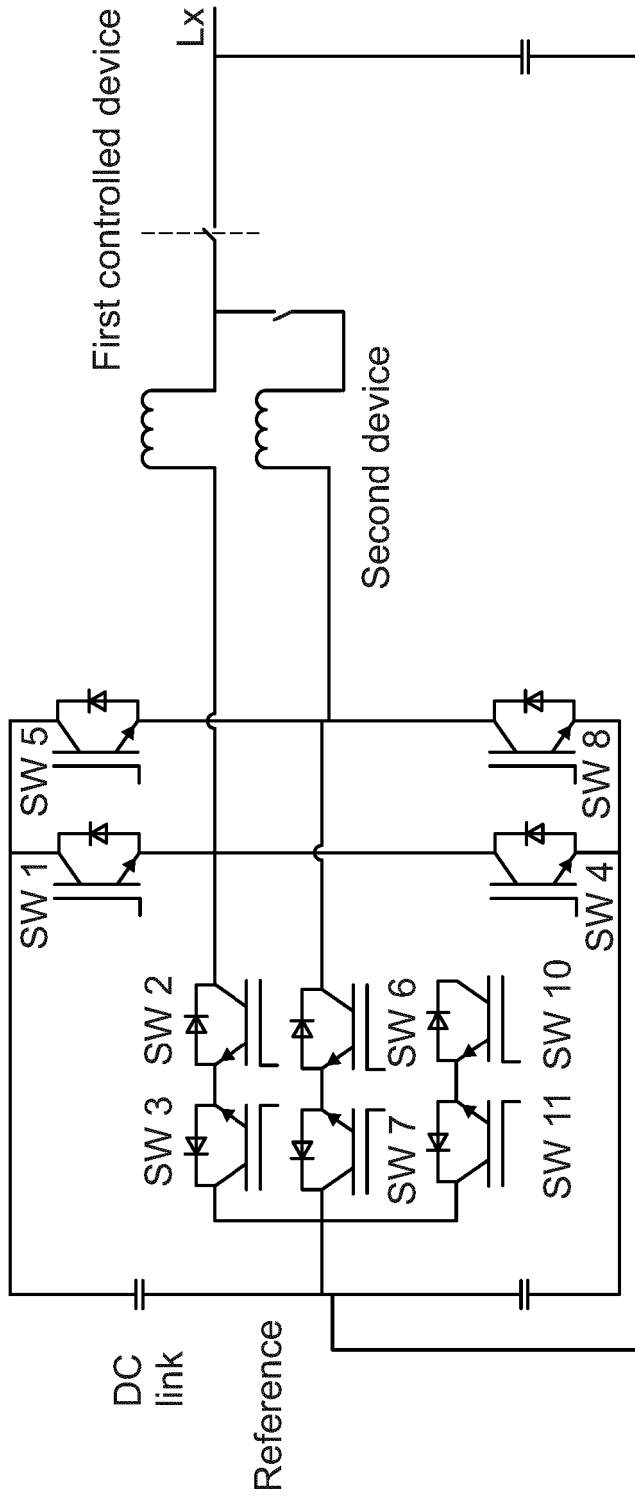 DC
link
Reference
SW 1
SW 5
SW 3
SW 2
SW 7
SW 6
SW 11
SW 10
SW 4
SW 8
First controlled device
Second device
Lx